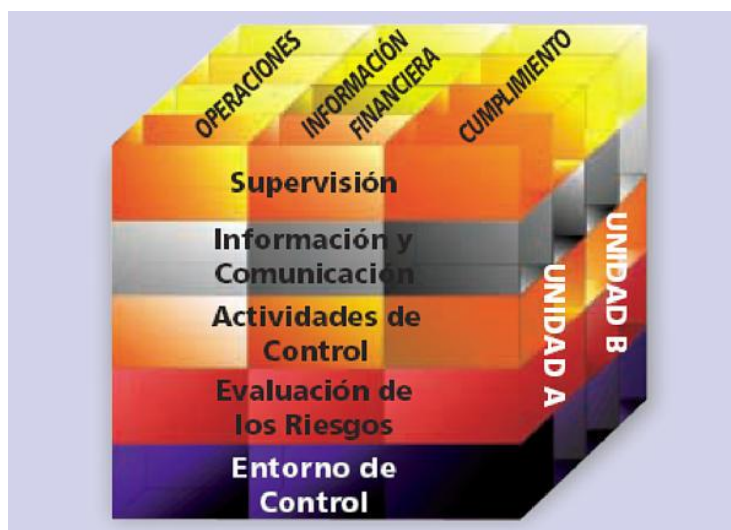 OPERACIONES
INFORMACIÓN
FINANCIERA
CUMPLIMIENTO
Supervisión
Información y
Comunicación
Actividades de
Control
Evaluación de
los Riesgos
Entorno de
Control
UNIDAD A
UNIDAD B